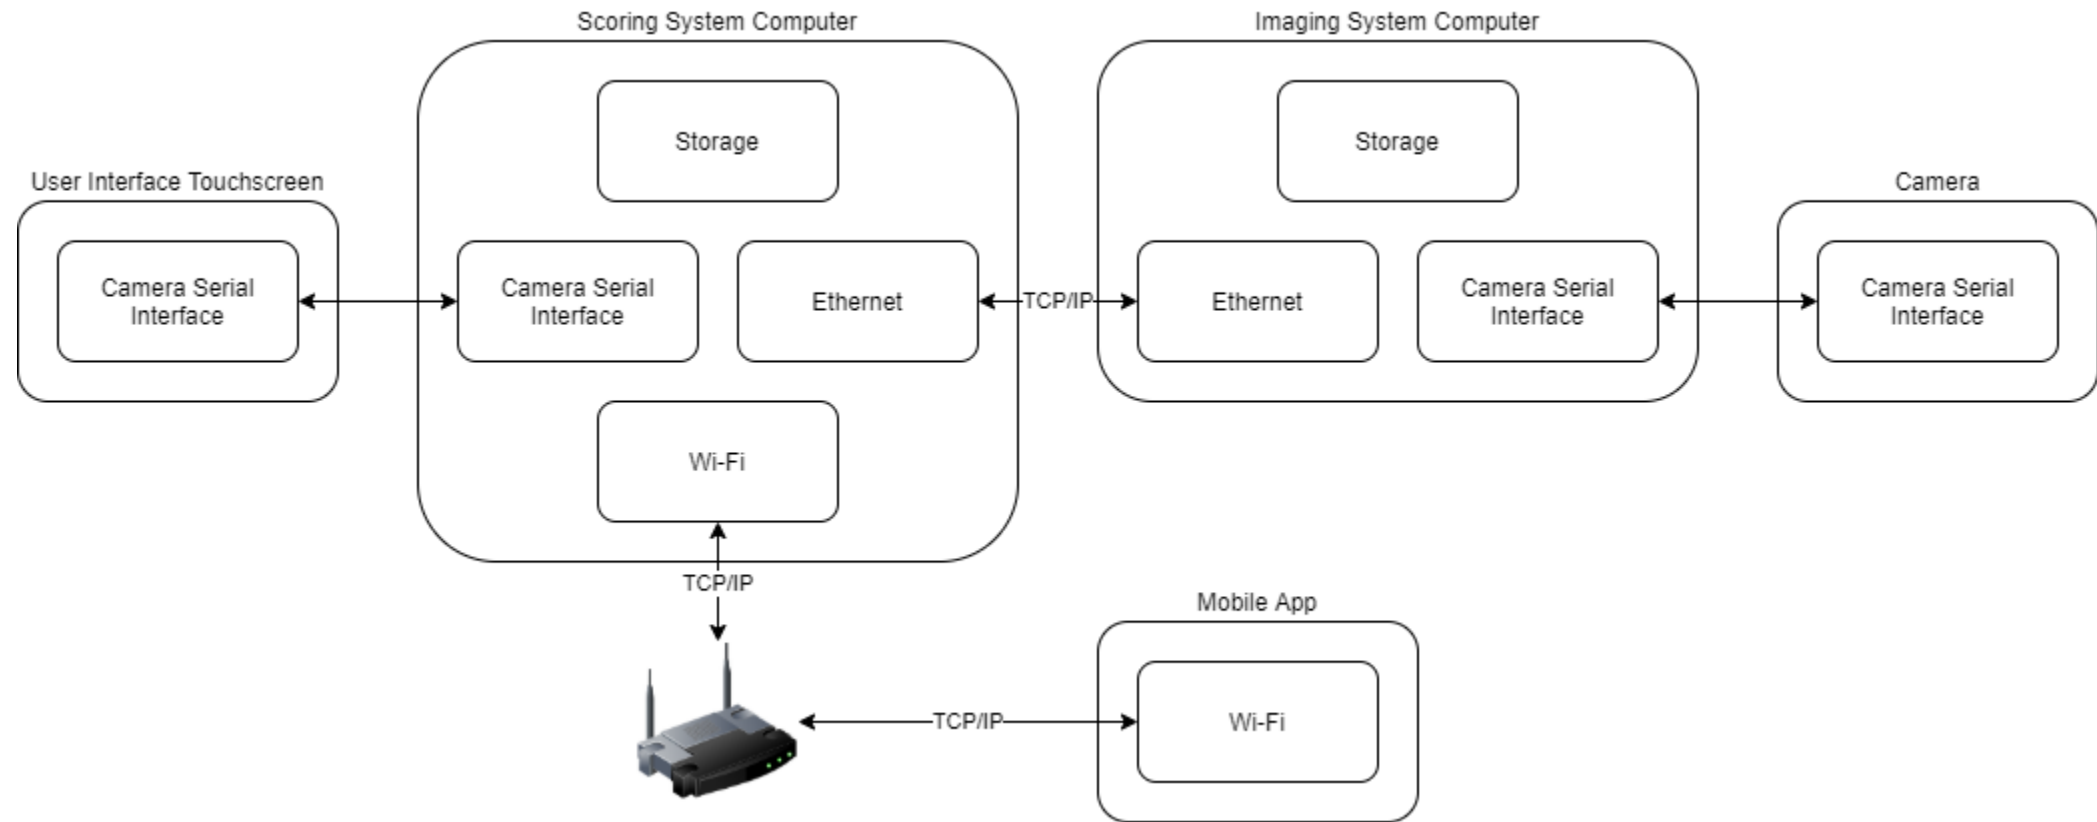 Scoring System Computer
Imaging System Computer
Storage
Storage
User Interface Touchscreen
Camera
Camera Serial
Interface
Camera Serial
Interface
Ethernet
TCP/IP
Ethernet
Camera Serial
Interface
Camera Serial
Interface
Wi-Fi
TCP/IP
Mobile App
TCP/IP
Wi-Fi